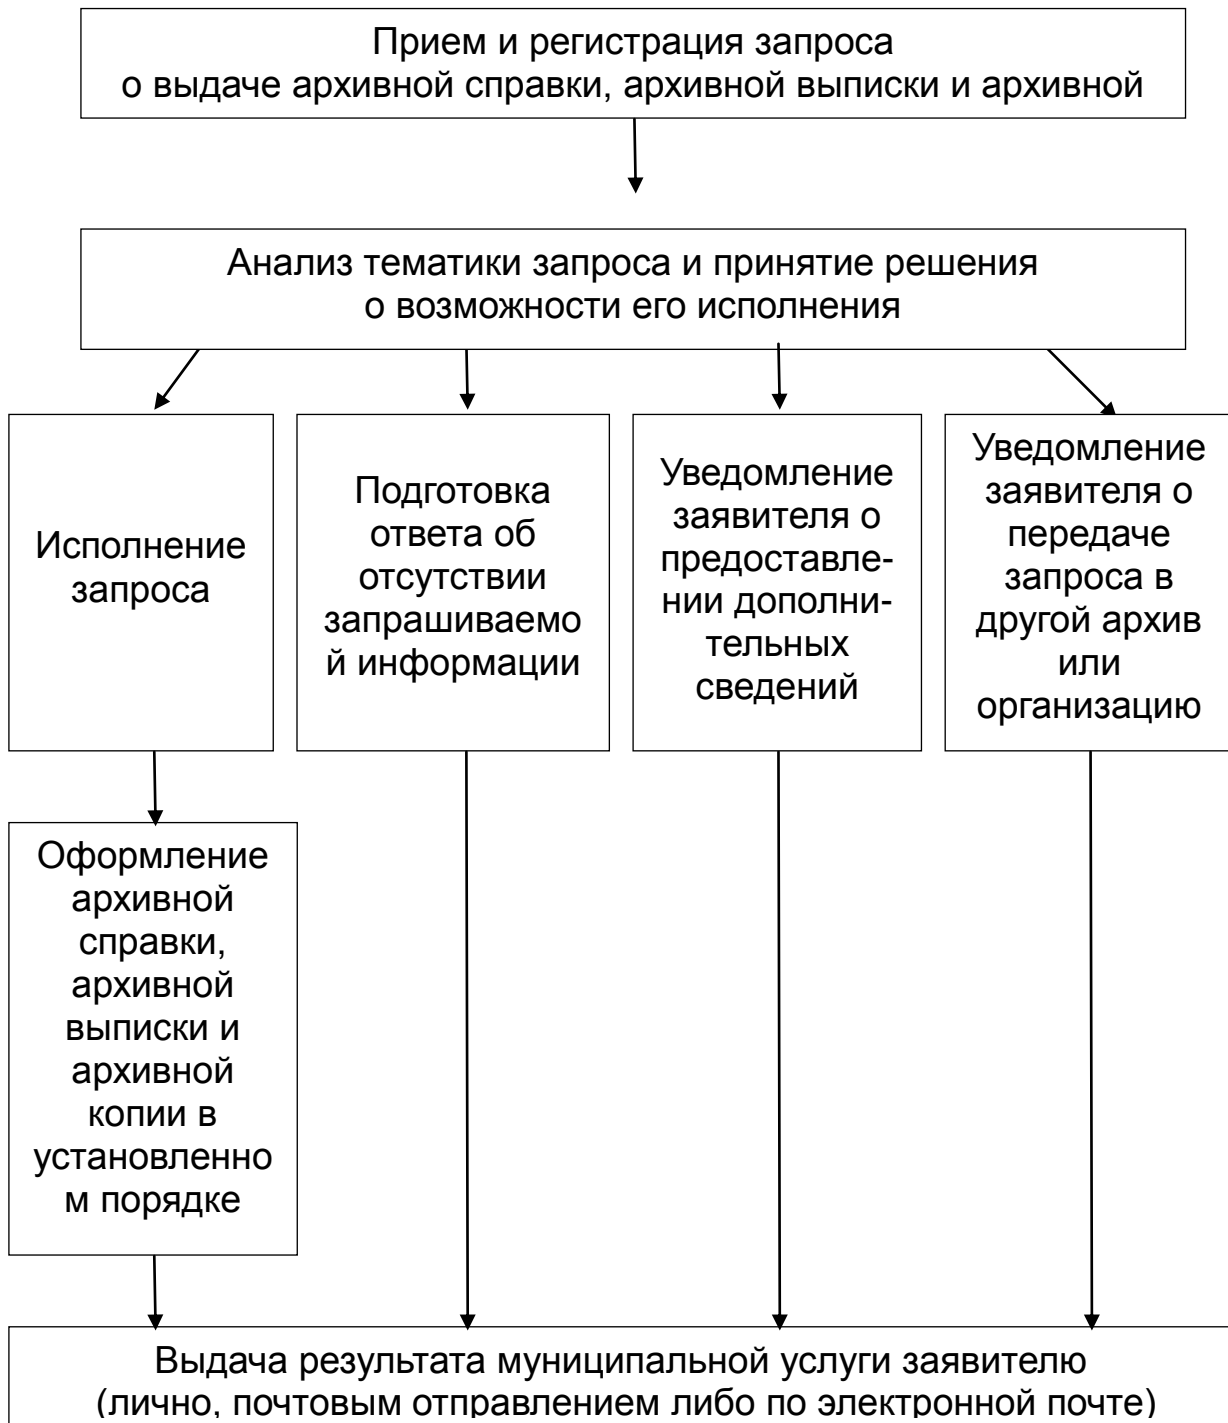 Прием и регистрация запроса
о выдаче архивной справки, архивной выписки и архивной
Анализ тематики запроса и принятие решения
о возможности его исполнения
Исполнение
запроса
Подготовка
ответа об
отсутствии
запрашиваемо
й информации
Уведомление
заявителя о
предоставле-
нии дополни-
тельных
сведений
Уведомление
заявителя о
передаче
запроса в
другой архив
или
организацию
Оформление
архивной
справки,
архивной
выписки и
архивной
копии в
установленно
м порядке
Выдача результата муниципальной услуги заявителю
(лично, почтовым отправлением либо по электронной почте)